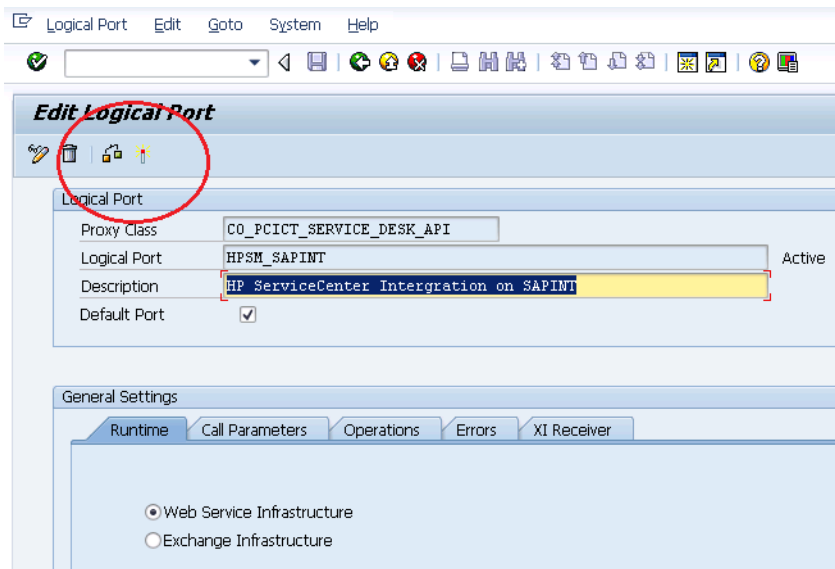 Logical Port Edit Goto System Help
Edit Logical Port
Logical Port
Proxy Class CO_PCICT_SERVICE_DESK_API
Logical Port HPSM_SAPINT Active
Description HP ServiceCenter Intergration on SAPINT
Default Port
General Settings
Runtime Call Parameters Operations Errors XI Receiver
Web Service Infrastructure
Exchange Infrastructure